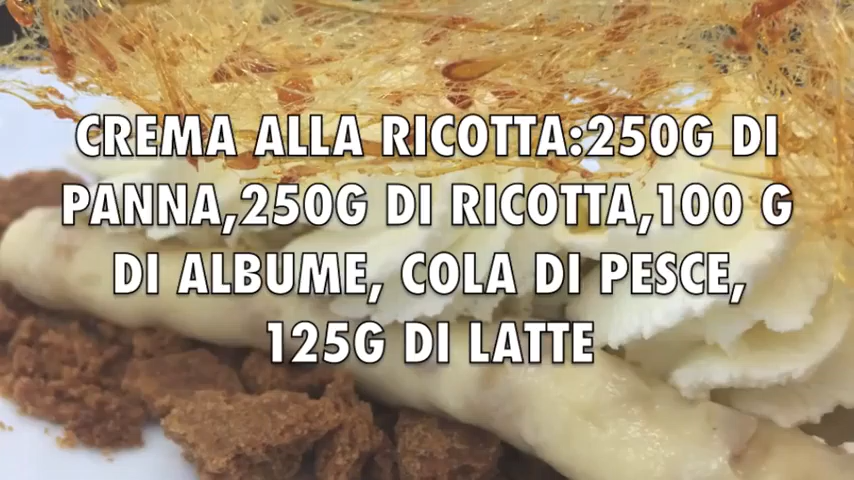 CREMA ALLA RICOTTA:250G DI
PANNA,250G DI RICOTTA,100 G
DI ALBUME, COLA DI PESCE,
125G DI LATTE